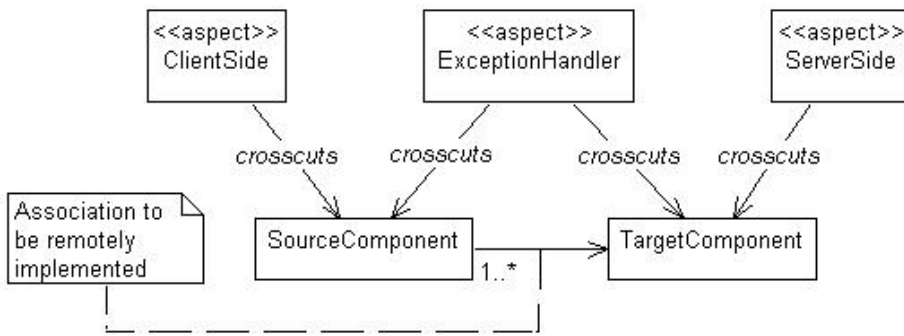 <<aspect>>
ClientSide
<<aspect>>
ExceptionHandler
<<aspect>>
ServerSide
crosscuts
crosscuts
crosscuts
crosscuts
Association to
be remotely
implemented
SourceComponent
1..*
TargetComponent